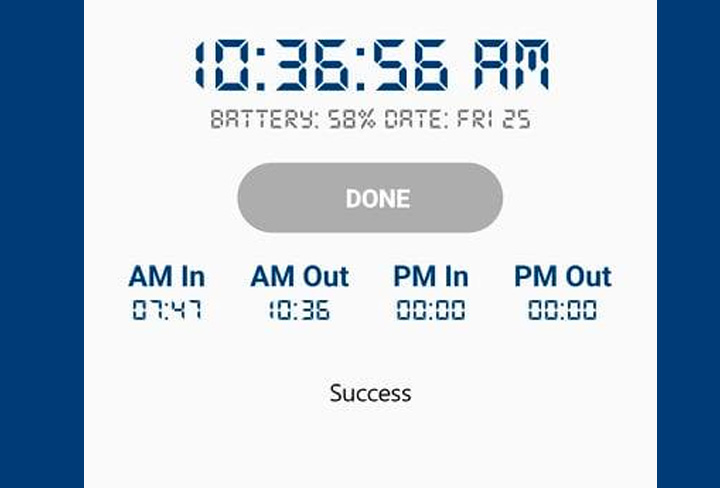 10:36:56 AM
BATTERY: 58% DATE: FRI 25
DONE
AM In AM Out PM In PM Out
07:47 10:36 00:00 00:00
Success